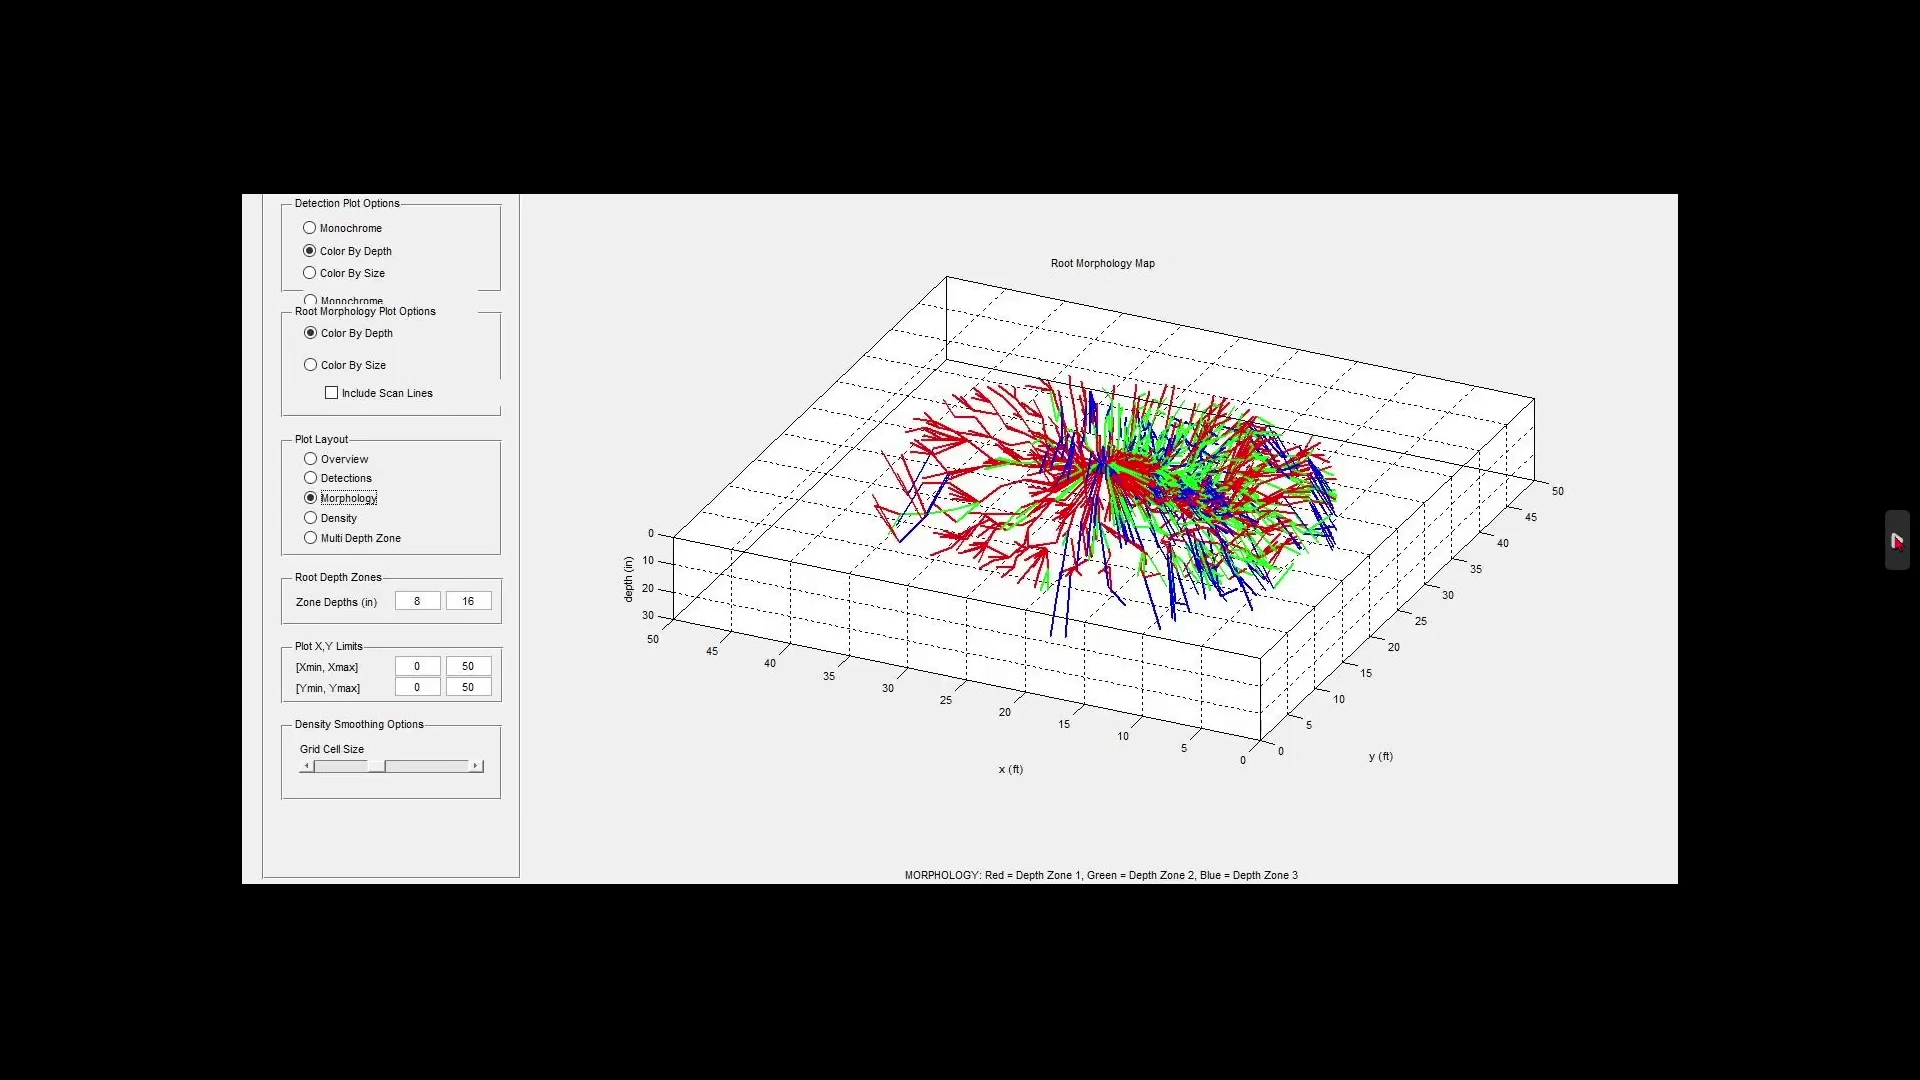 Detection Plot Options
Monochrome
Color By Depth
Color By Size
Monochrome
Root Morphology Plot Options
Color By Depth
Color By Size
Include Scan Lines
Plot Layout
Overview
Detections
Morphology
Density
Multi Depth Zone
Root Depth Zones
Zone Depths (in) 8 16
Plot X,Y Limits
[Xmin, Xmax] 0 50
[Ymin, Ymax] 0 50
Density Smoothing Options
Grid Cell Size
Root Morphology Map
depth (in)
0
10
20
30
50
45
40
35
30
25
20
15
10
5
0
x (ft)
0
5
10
15
20
25
30
35
40
45
50
y (ft)
MORPHOLOGY: Red = Depth Zone 1, Green = Depth Zone 2, Blue = Depth Zone 3